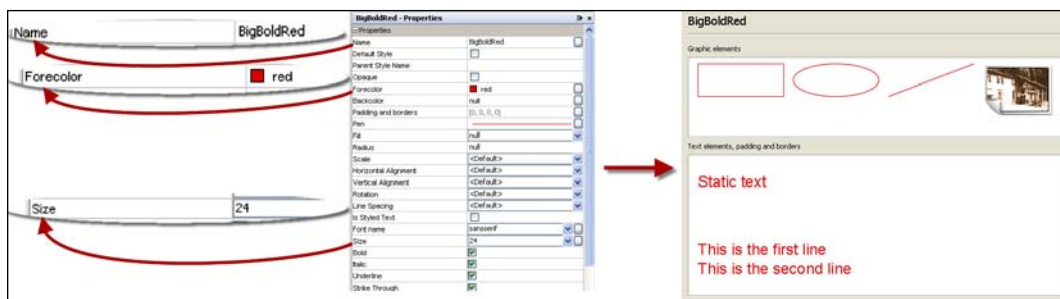 Name BigBoldRed
Forecolor red
Size 24
BigBoldRed - Properties
Properties
Name BigBoldRed
Default Style
Parent Style Name
Opaque
Forecolor red
Backcolor null
Padding and borders [0, 0, 0, 0]
Pen
Fill null
Radius null
Scale <Default>
Horizontal Alignment <Default>
Vertical Alignment <Default>
Rotation <Default>
Line Spacing <Default>
Is Styled Text
Font name sansserif
Size 24
Bold
Italic
Underline
Strike Through
BigBoldRed
Graphic elements
Text elements, padding and borders
Static text
This is the first line
This is the second line